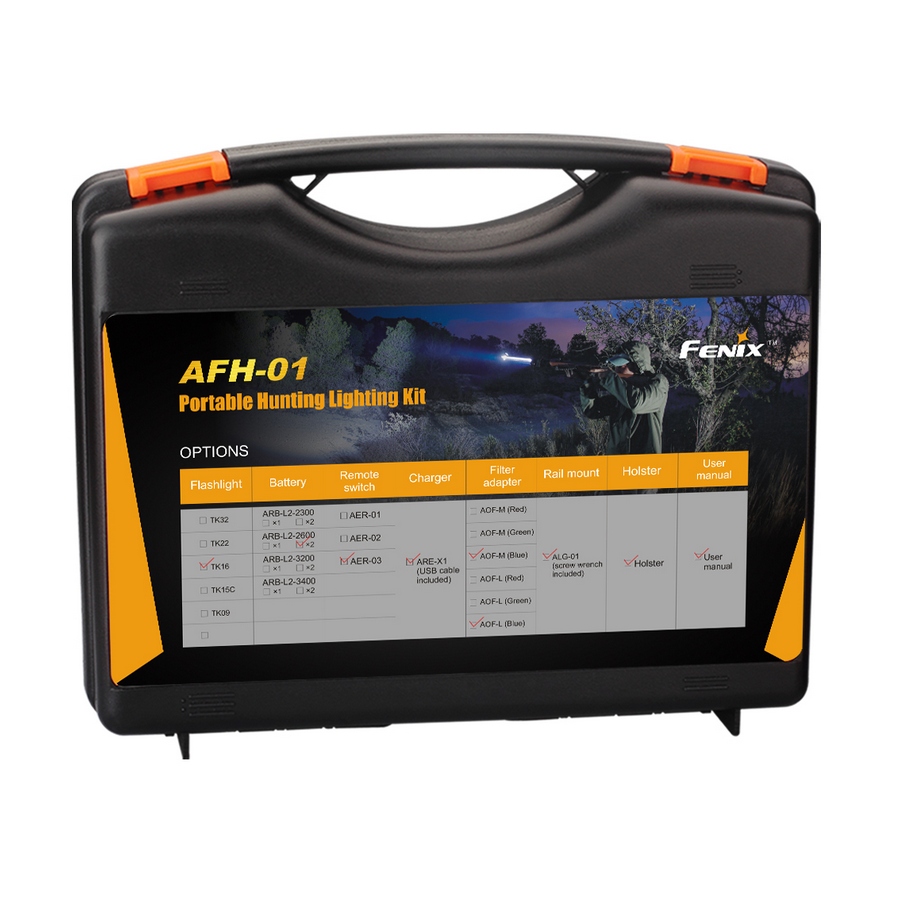 FENIX™
AFH-01
Portable Hunting Lighting Kit
OPTIONS
Flashlight Battery Remote switch Charger Filter adapter Rail mount Holster User manual
☐ TK32
☐ TK22
☑ TK16
☐ TK15C
☐ TK09
☐
ARB-L2-2300
☐ ×1 ☐ ×2
ARB-L2-2600
☐ ×1 ☑ ×2
ARB-L2-3200
☐ ×1 ☐ ×2
ARB-L2-3400
☐ ×1 ☐ ×2
☐ AER-01
☐ AER-02
☑ AER-03
☑ ARE-X1
(USB cable
included)
☐ AOF-M (Red)
☐ AOF-M (Green)
☑ AOF-M (Blue)
☐ AOF-L (Red)
☐ AOF-L (Green)
☑ AOF-L (Blue)
☑ ALG-01
(screw wrench
included)
☑ Holster
☑ User
manual